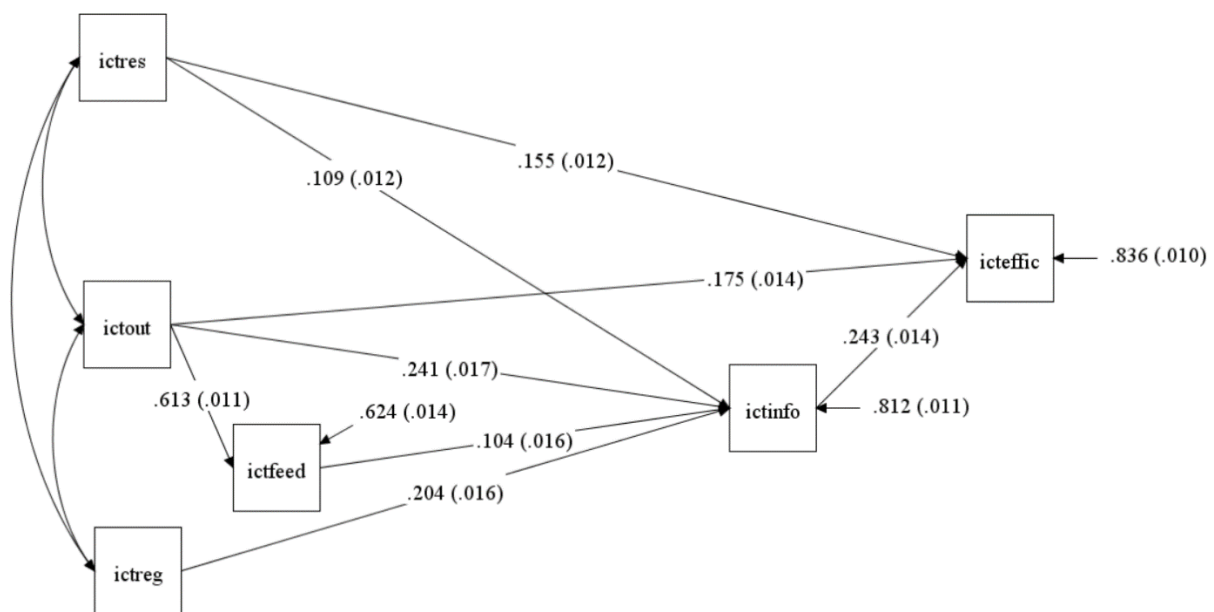 ictres
.155 (.012)
.109 (.012)
icteffic
.836 (.010)
.175 (.014)
ictout
.243 (.014)
.241 (.017)
.613 (.011)
.624 (.014)
ictinfo
.812 (.011)
.104 (.016)
ictfeed
.204 (.016)
ictreg